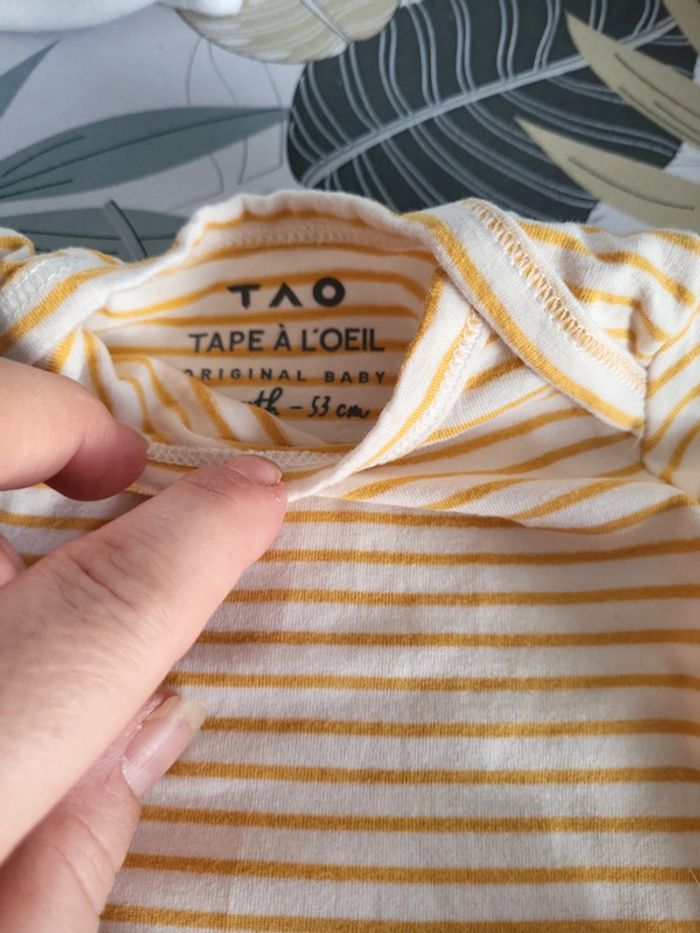 TAO
TAPE À L'OEIL
ORIGINAL BABY
- 53 cm